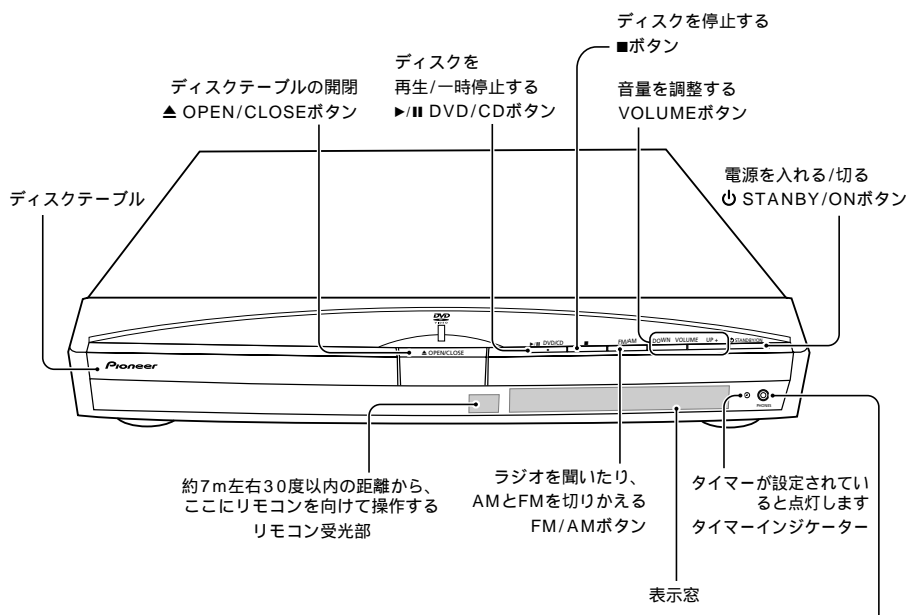 ディスクを停止する
■ボタン
ディスクを
再生/一時停止する
►/II DVD/CDボタン
ディスクテーブルの開閉
▲ OPEN/CLOSEボタン
音量を調整する
VOLUMEボタン
電源を入れる/切る
⏻ STANBY/ONボタン
ディスクテーブル
DVD
►/II DVD/CD
■
FM/AM
DOWN VOLUME UP +
⏻ STANDBY/ON
▲ OPEN/CLOSE
Pioneer
PHONES
約7m左右30度以内の距離から、
ここにリモコンを向けて操作する
リモコン受光部
ラジオを聞いたり、
AMとFMを切りかえる
FM/AMボタン
タイマーが設定されてい
ると点灯します
タイマーインジケーター
表示窓